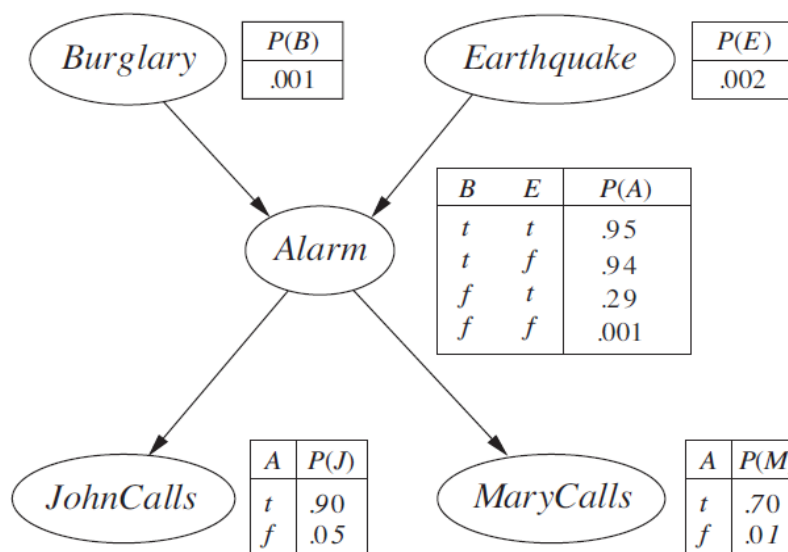 Burglary
P(B)
.001
Earthquake
P(E)
.002
Alarm
B E P(A)
t t .95
t f .94
f t .29
f f .001
JohnCalls
A P(J)
t .90
f .05
MaryCalls
A P(M
t .70
f .01